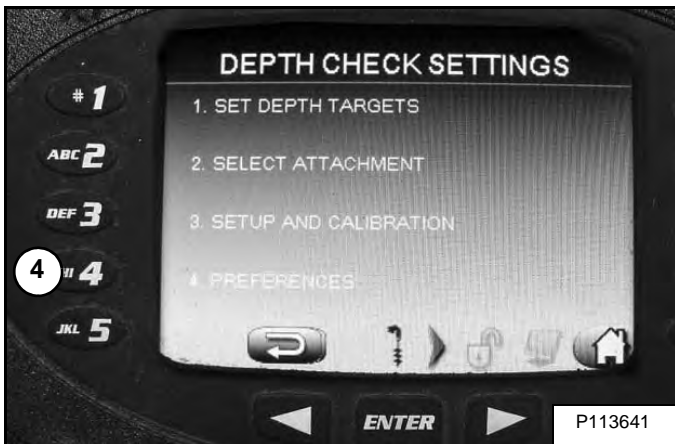 DEPTH CHECK SETTINGS
# 1
1. SET DEPTH TARGETS
ABC 2
2. SELECT ATTACHMENT
DEF 3
3. SETUP AND CALIBRATION
4
HI 4
4. PREFERENCES
JKL 5
ENTER
P113641